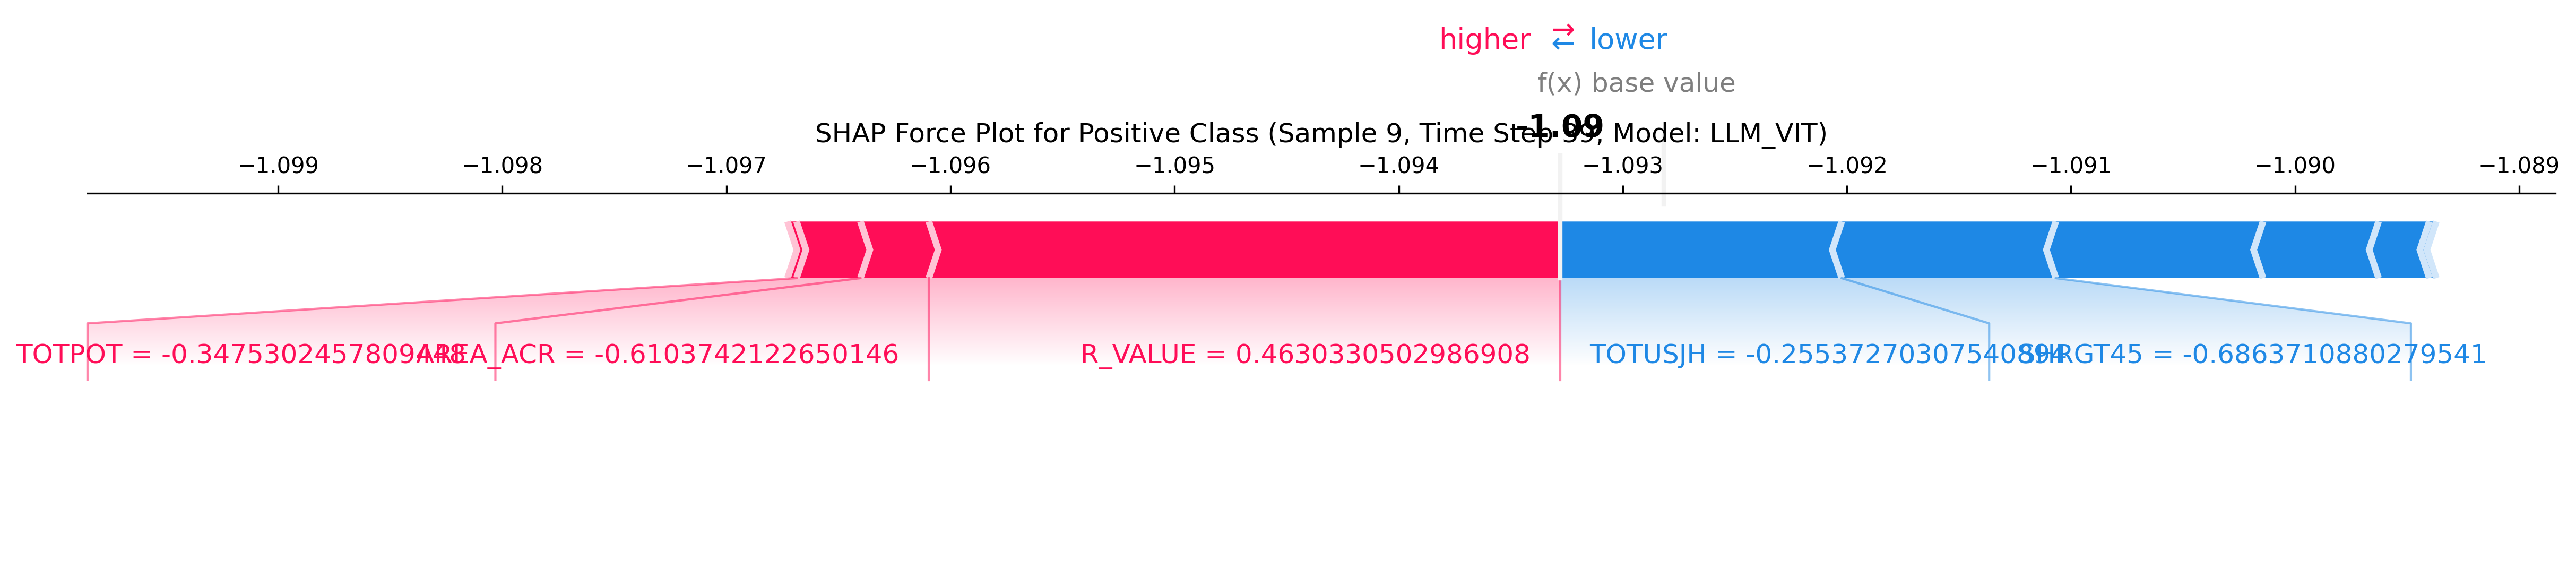 higher ⇄ lower
f(x) base value
-1.09
SHAP Force Plot for Positive Class (Sample 9, Time Step 39, Model: LLM_VIT)
−1.099 −1.098 −1.097 −1.096 −1.095 −1.094 −1.093 −1.092 −1.091 −1.090 −1.089
TOTPOT = -0.3475302457809448 AREA_ACR = -0.6103742122650146 R_VALUE = 0.4630330502986908 TOTUSJH = -0.2553727030754089 SHRGT45 = -0.6863710880279541